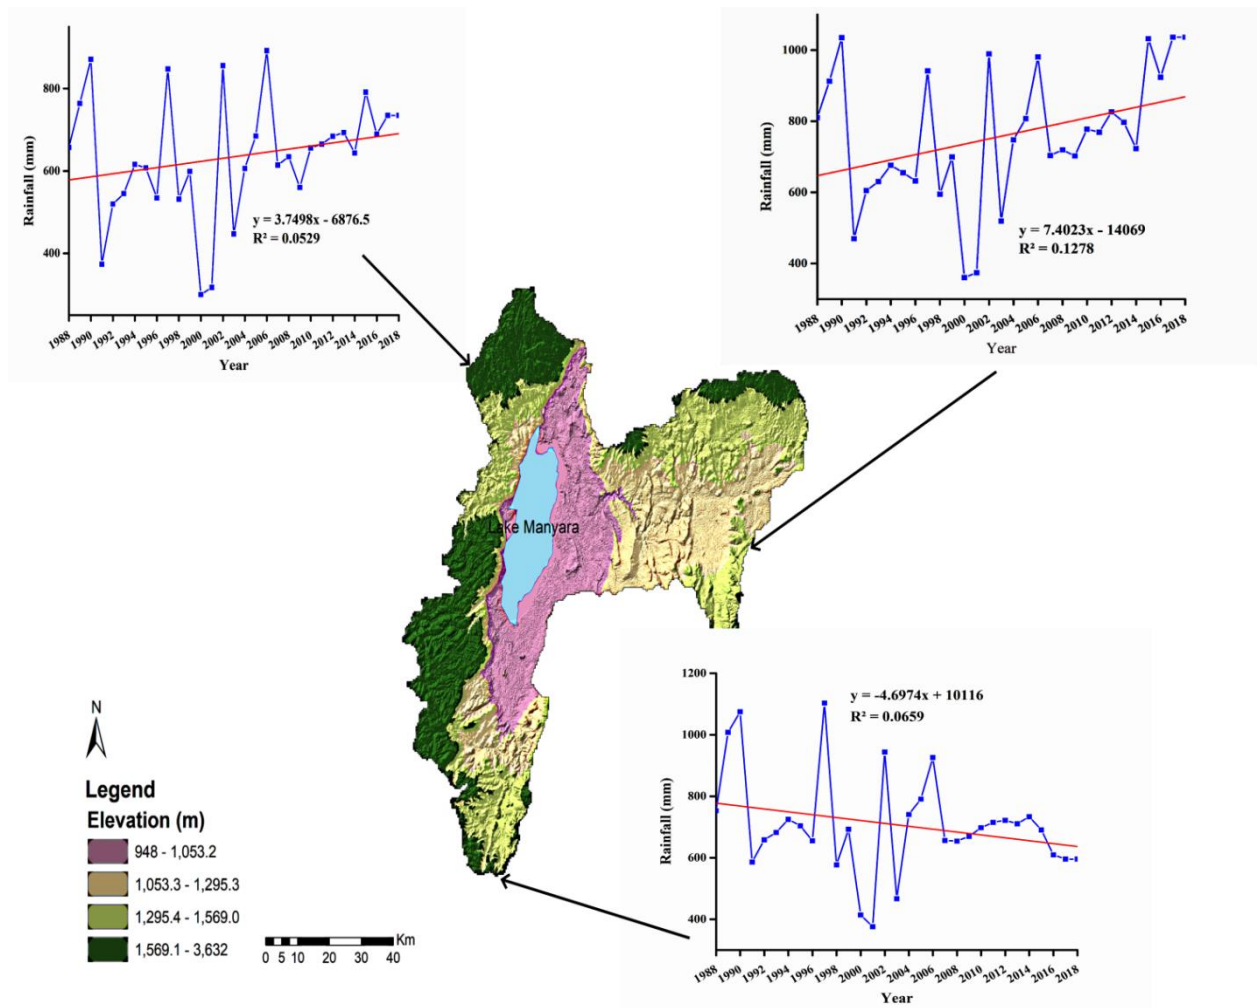 800
600
400
Rainfall (mm)
y = 3.7498x - 6876.5
R² = 0.0529
1988 1990 1992 1994 1996 1998 2000 2002 2004 2006 2008 2010 2012 2014 2016 2018
Year
1000
800
600
400
Rainfall (mm)
y = 7.4023x - 14069
R² = 0.1278
1988 1990 1992 1994 1996 1998 2000 2002 2004 2006 2008 2010 2012 2014 2016 2018
Year
Lake Manyara
1200
1000
800
600
400
Rainfall (mm)
y = -4.6974x + 10116
R² = 0.0659
1988 1990 1992 1994 1996 1998 2000 2002 2004 2006 2008 2010 2012 2014 2016 2018
Year
N
Legend
Elevation (m)
948 - 1,053.2
1,053.3 - 1,295.3
1,295.4 - 1,569.0
1,569.1 - 3,632
Km
0 5 10 20 30 40